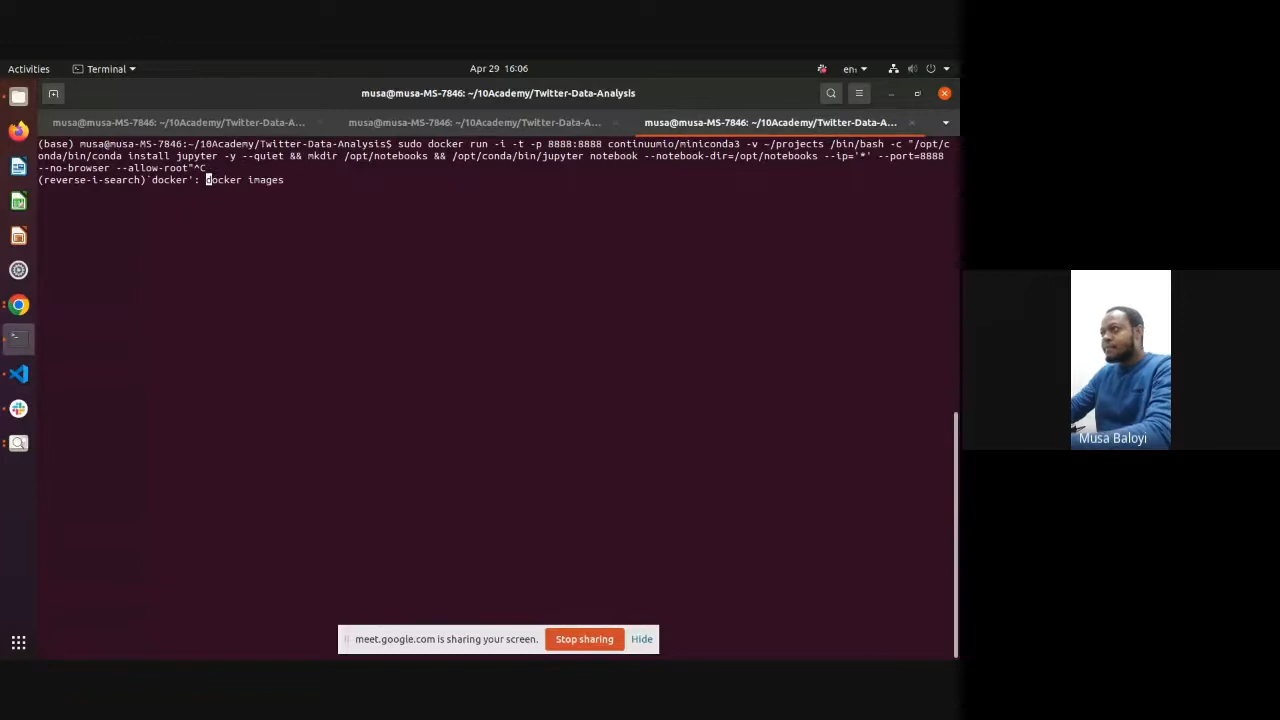 Activities
Terminal
Apr 29 16:06
en₁
musa@musa-MS-7846: ~/10Academy/Twitter-Data-Analysis
musa@musa-MS-7846: ~/10Academy/Twitter-Data-A...
musa@musa-MS-7846: ~/10Academy/Twitter-Data-A...
musa@musa-MS-7846: ~/10Academy/Twitter-Data-A...
(base) musa@musa-MS-7846:~/10Academy/Twitter-Data-Analysis$ sudo docker run -i -t -p 8888:8888 continuumio/miniconda3 -v ~/projects /bin/bash -c "/opt/c
onda/bin/conda install jupyter -y --quiet && mkdir /opt/notebooks && /opt/conda/bin/jupyter notebook --notebook-dir=/opt/notebooks --ip='*' --port=8888
--no-browser --allow-root"^C
(reverse-i-search)`docker': docker images
Musa Baloyi
meet.google.com is sharing your screen.
Stop sharing
Hide